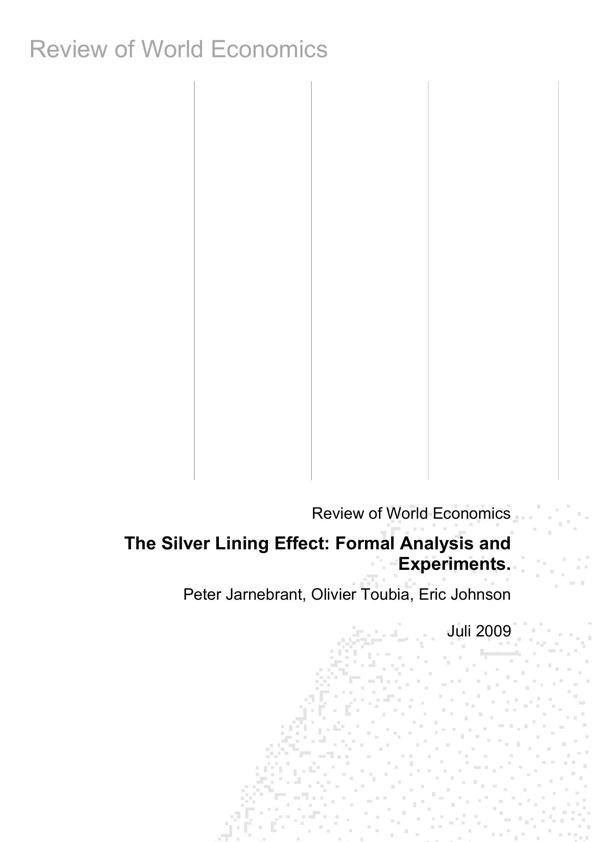 Review of World Economics
Review of World Economics
The Silver Lining Effect: Formal Analysis and
Experiments.
Peter Jarnebrant, Olivier Toubia, Eric Johnson
Juli 2009